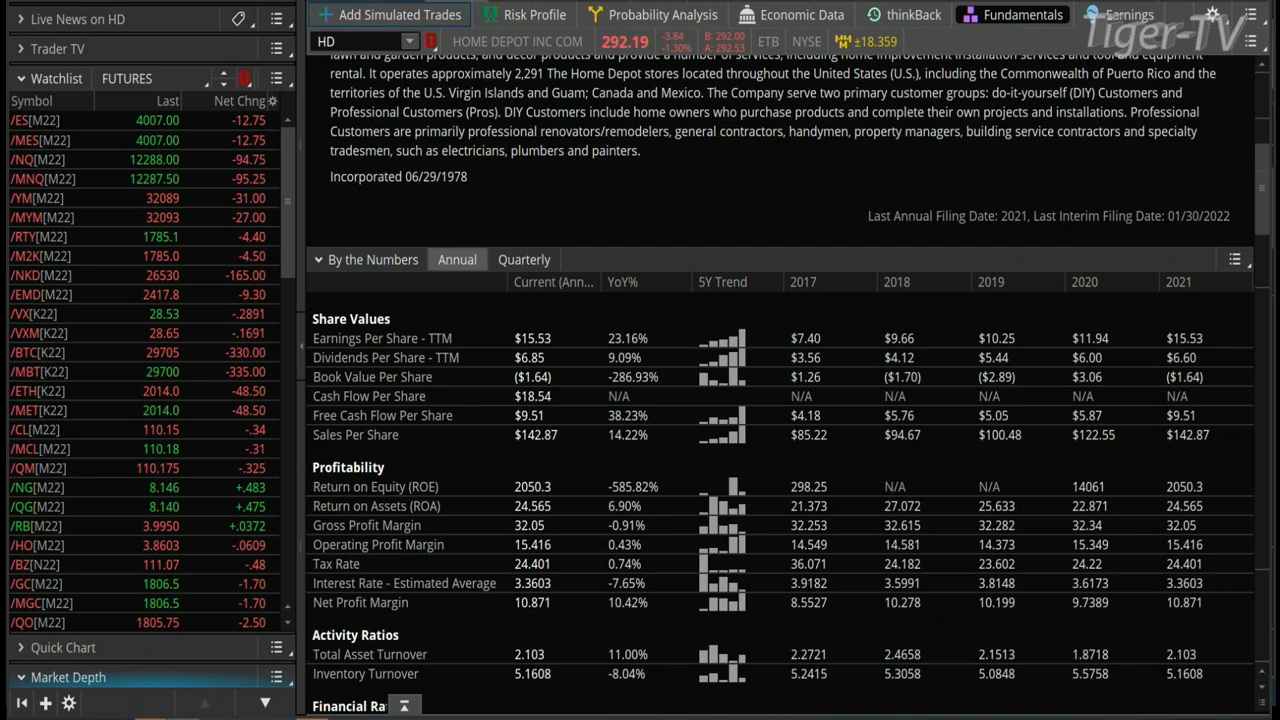 Live News on HD
Trader TV
Watchlist FUTURES
Symbol Last Net Chng
/ES[M22] 4007.00 -12.75
/MES[M22] 4007.00 -12.75
/NQ[M22] 12288.00 -94.75
/MNQ[M22] 12287.50 -95.25
/YM[M22] 32089 -31.00
/MYM[M22] 32093 -27.00
/RTY[M22] 1785.1 -4.40
/M2K[M22] 1785.0 -4.50
/NKD[M22] 26530 -165.00
/EMD[M22] 2417.8 -9.30
/VX[K22] 28.53 -.2891
/VXM[K22] 28.65 -.1691
/BTC[K22] 29705 -330.00
/MBT[K22] 29700 -335.00
/ETH[K22] 2014.0 -48.50
/MET[K22] 2014.0 -48.50
/CL[M22] 110.15 -.34
/MCL[M22] 110.18 -.31
/QM[M22] 110.175 -.325
/NG[M22] 8.146 +.483
/QG[M22] 8.140 +.475
/RB[M22] 3.9950 +.0372
/HO[M22] 3.8603 -.0609
/BZ[N22] 111.07 -.48
/GC[M22] 1806.5 -1.70
/MGC[M22] 1806.5 -1.70
/QO[M22] 1805.75 -2.50
Quick Chart
Market Depth
Add Simulated Trades Risk Profile Probability Analysis Economic Data thinkBack Fundamentals Earnings
Tiger-TV
HD 1 HOME DEPOT INC COM 292.19 -3.84 -1.30% B: 292.00 A: 292.53 ETB NYSE ±18.359
lawn and garden products, and decor products and provide a number of services, including home improvement installation services and tool and equipment
rental. It operates approximately 2,291 The Home Depot stores located throughout the United States (U.S.), including the Commonwealth of Puerto Rico and the
territories of the U.S. Virgin Islands and Guam; Canada and Mexico. The Company serve two primary customer groups: do-it-yourself (DIY) Customers and
Professional Customers (Pros). DIY Customers include home owners who purchase products and complete their own projects and installations. Professional
Customers are primarily professional renovators/remodelers, general contractors, handymen, property managers, building service contractors and specialty
tradesmen, such as electricians, plumbers and painters.
Incorporated 06/29/1978
Last Annual Filing Date: 2021, Last Interim Filing Date: 01/30/2022
By the Numbers Annual Quarterly
Current (Ann... YoY% 5Y Trend 2017 2018 2019 2020 2021
Share Values
Earnings Per Share - TTM $15.53 23.16% $7.40 $9.66 $10.25 $11.94 $15.53
Dividends Per Share - TTM $6.85 9.09% $3.56 $4.12 $5.44 $6.00 $6.60
Book Value Per Share ($1.64) -286.93% $1.26 ($1.70) ($2.89) $3.06 ($1.64)
Cash Flow Per Share $18.54 N/A N/A N/A N/A N/A N/A
Free Cash Flow Per Share $9.51 38.23% $4.18 $5.76 $5.05 $5.87 $9.51
Sales Per Share $142.87 14.22% $85.22 $94.67 $100.48 $122.55 $142.87
Profitability
Return on Equity (ROE) 2050.3 -585.82% 298.25 N/A N/A 14061 2050.3
Return on Assets (ROA) 24.565 6.90% 21.373 27.072 25.633 22.871 24.565
Gross Profit Margin 32.05 -0.91% 32.253 32.615 32.282 32.34 32.05
Operating Profit Margin 15.416 0.43% 14.549 14.581 14.373 15.349 15.416
Tax Rate 24.401 0.74% 36.071 24.182 23.602 24.22 24.401
Interest Rate - Estimated Average 3.3603 -7.65% 3.9182 3.5991 3.8148 3.6173 3.3603
Net Profit Margin 10.871 10.42% 8.5527 10.278 10.199 9.7389 10.871
Activity Ratios
Total Asset Turnover 2.103 11.00% 2.2721 2.4658 2.1513 1.8718 2.103
Inventory Turnover 5.1608 -8.04% 5.2415 5.3058 5.0848 5.5758 5.1608
Financial Ra